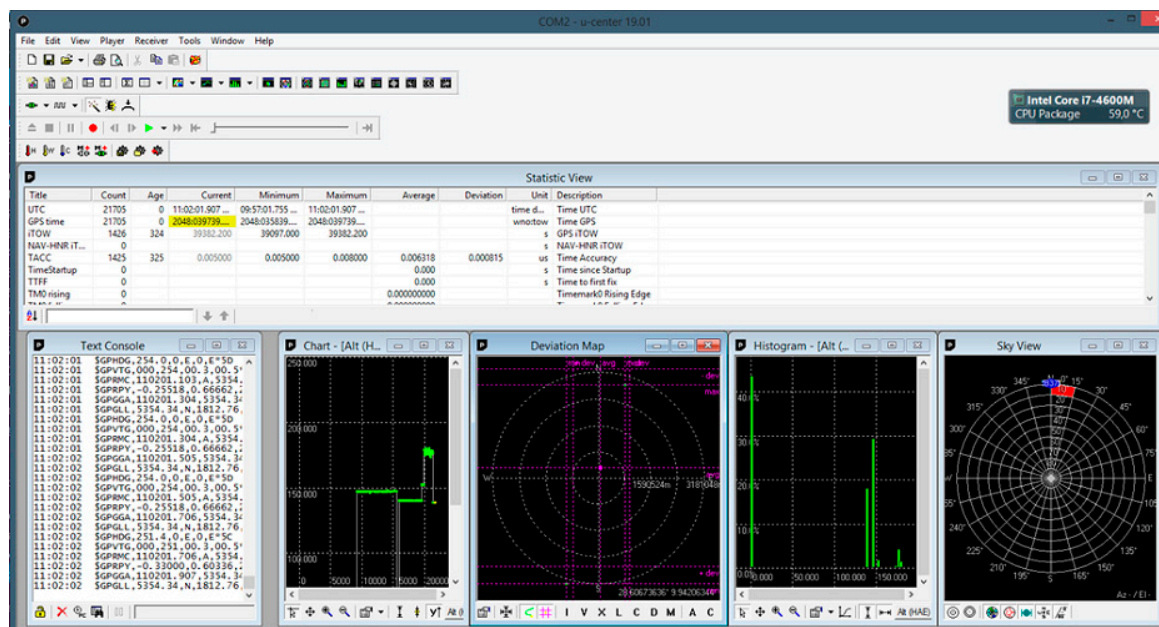 COM2 - u-center 19.01
File Edit View Player Receiver Tools Window Help
Intel Core i7-4600M
CPU Package 59,0 °C
Statistic View
Title Count Age Current Minimum Maximum Average Deviation Unit Description
UTC 21705 0 11:02:01.907 ... 09:57:01.755 ... 11:02:01.907 ... time d... Time UTC
GPS time 21705 0 2048:039739.... 2048:035839.... 2048:039739.... wno:tow Time GPS
iTOW 1426 324 39382.200 39097.000 39382.200 s GPS iTOW
NAV-HNR iT... 0 s NAV-HNR iTOW
TACC 1425 325 0.005000 0.005000 0.008000 0.006318 0.000815 us Time Accuracy
TimeStartup 0 0.000 s Time since Startup
TTFF 0 0.000 s Time to first fix
TM0 rising 0 0.000000000 Timemark0 Rising Edge
Text Console
11:02:01 $GPHDG,254.0,0,E,0,E*5D
11:02:01 $GPVTG,000,254,00.3,00.5*
11:02:01 $GPRMC,110201.103,A,5354.
11:02:01 $GPRPY,-0.25518,0.66662,
11:02:01 $GPGGA,110201.304,5354.34
11:02:01 $GPGLL,5354.34,N,1812.76,
11:02:01 $GPHDG,254.0,0,E,0,E*5D
11:02:01 $GPVTG,000,254,00.3,00.5*
11:02:01 $GPRMC,110201.304,A,5354.
11:02:01 $GPRPY,-0.25518,0.66662,
11:02:02 $GPGGA,110201.505,5354.34
11:02:02 $GPGLL,5354.34,N,1812.76,
11:02:02 $GPHDG,254.0,0,E,0,E*5D
11:02:02 $GPVTG,000,254,00.3,00.5*
11:02:02 $GPRMC,110201.505,A,5354.
11:02:02 $GPRPY,-0.25518,0.66662,
11:02:02 $GPGGA,110201.706,5354.34
11:02:02 $GPGLL,5354.34,N,1812.76,
11:02:02 $GPHDG,251.4,0,E,0,E*5C
11:02:02 $GPVTG,000,251,00.3,00.5*
11:02:02 $GPRMC,110201.706,A,5354.
11:02:02 $GPRPY,-0.33000,0.60336,
11:02:02 $GPGGA,110201.907,5354.34
11:02:02 $GPGLL,5354.34,N,1812.76,
Chart - [Alt (H...
250.000
200.000
150.000
100.000
0 5000 10000 15000 20000
Deviation Map
N
avg
dev
max
W
1590524m 318104
S
I V X L C D M A C
Histogram - [Alt (...
30.0%
20.0%
10.0%
0.0%
0.000 50.000 100.000 150.000
Alt (HAE)
Sky View
345° N 15°
330° 30°
315° 45°
300°
W E
240° 120°
225° 135°
210° 195° S 165°
Az - / El -